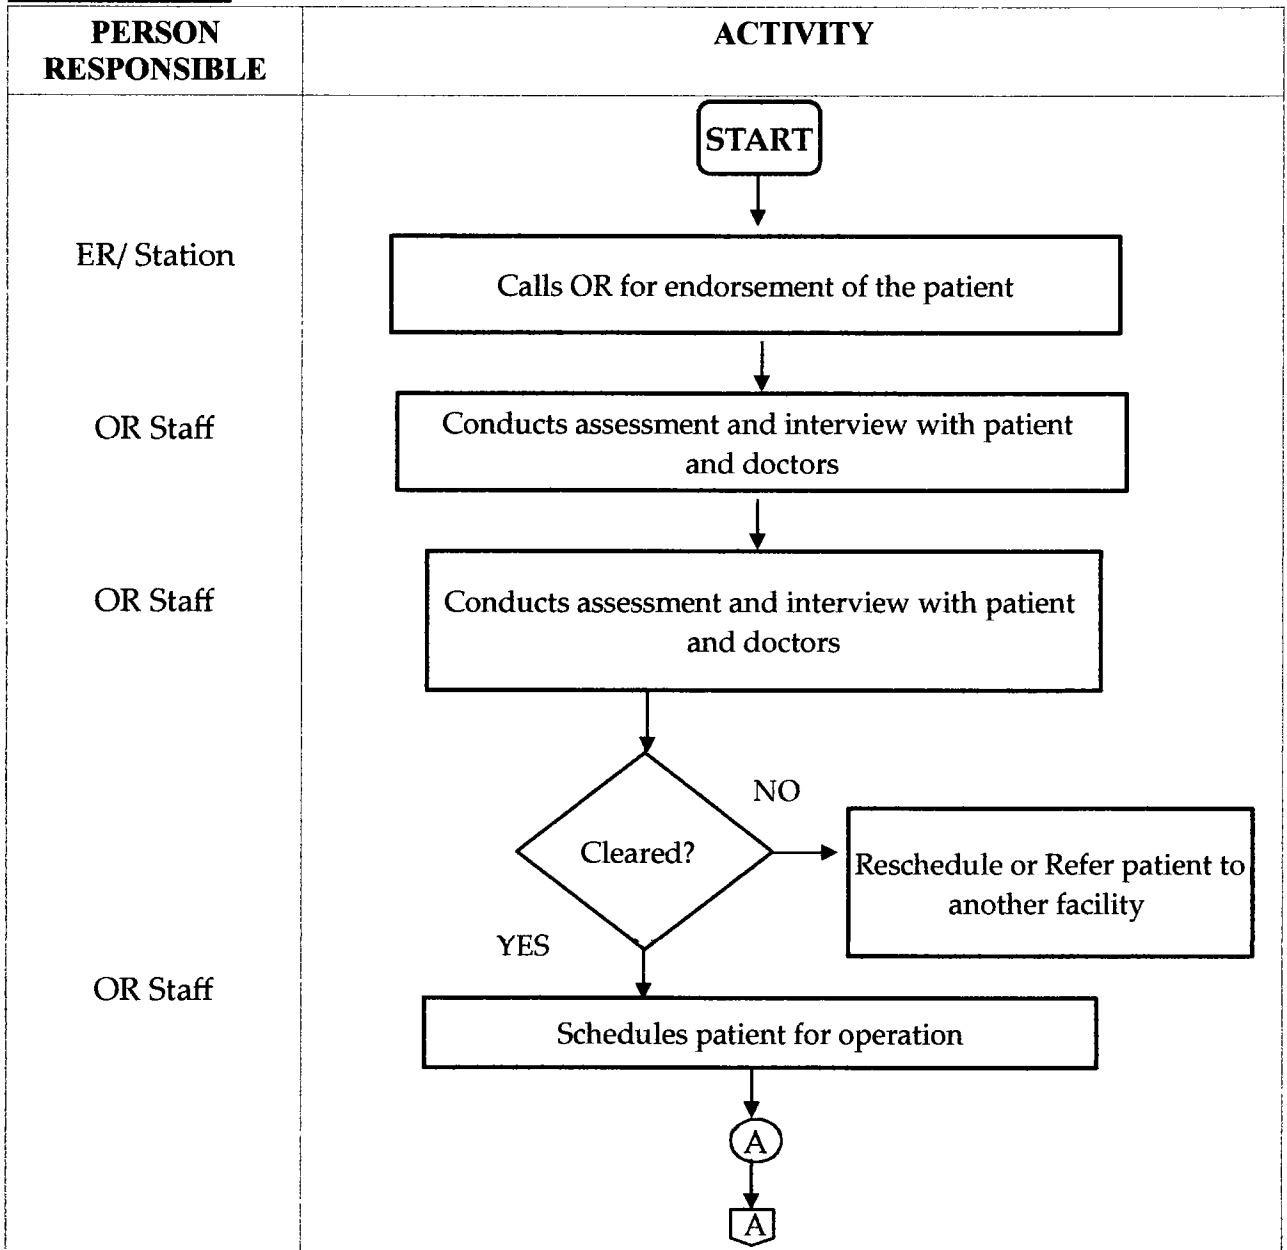 PERSON
RESPONSIBLE
ACTIVITY
START
ER/ Station
Calls OR for endorsement of the patient
OR Staff
Conducts assessment and interview with patient
and doctors
OR Staff
Conducts assessment and interview with patient
and doctors
Cleared?
NO
Reschedule or Refer patient to
another facility
YES
OR Staff
Schedules patient for operation
A
A